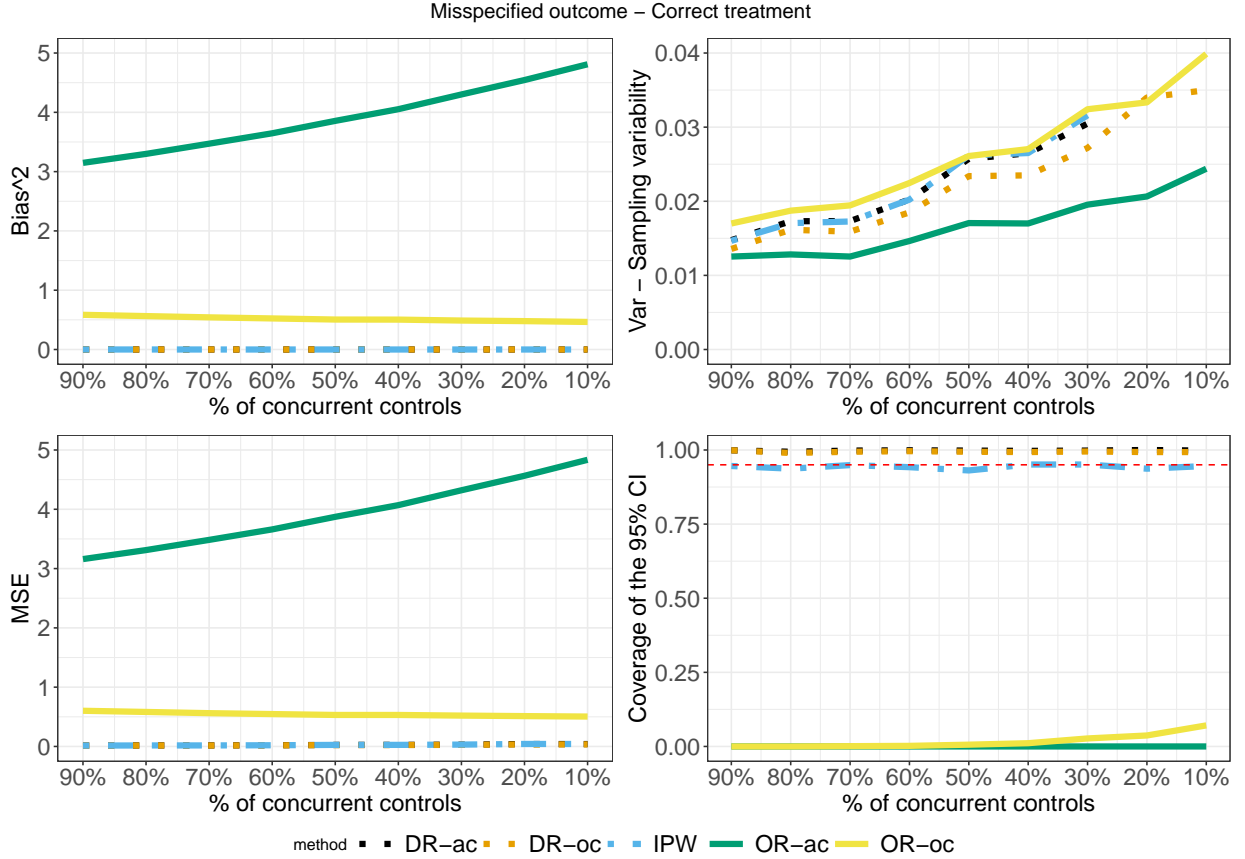 Misspecified outcome − Correct treatment
Bias^2
5
4
3
2
1
0
90% 80% 70% 60% 50% 40% 30% 20% 10%
% of concurrent controls
Var − Sampling variability
0.04
0.03
0.02
0.01
0.00
90% 80% 70% 60% 50% 40% 30% 20% 10%
% of concurrent controls
MSE
5
4
3
2
1
0
90% 80% 70% 60% 50% 40% 30% 20% 10%
% of concurrent controls
Coverage of the 95% CI
1.00
0.75
0.50
0.25
0.00
90% 80% 70% 60% 50% 40% 30% 20% 10%
% of concurrent controls
method DR−ac DR−oc IPW OR−ac OR−oc